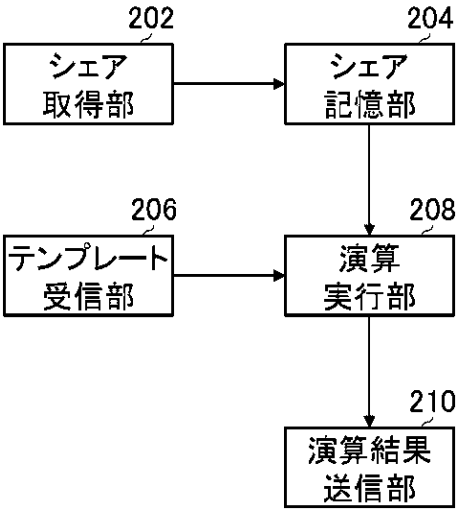 202
シェア
取得部
204
シェア
記憶部
206
テンプレート
受信部
208
演算
実行部
210
演算結果
送信部